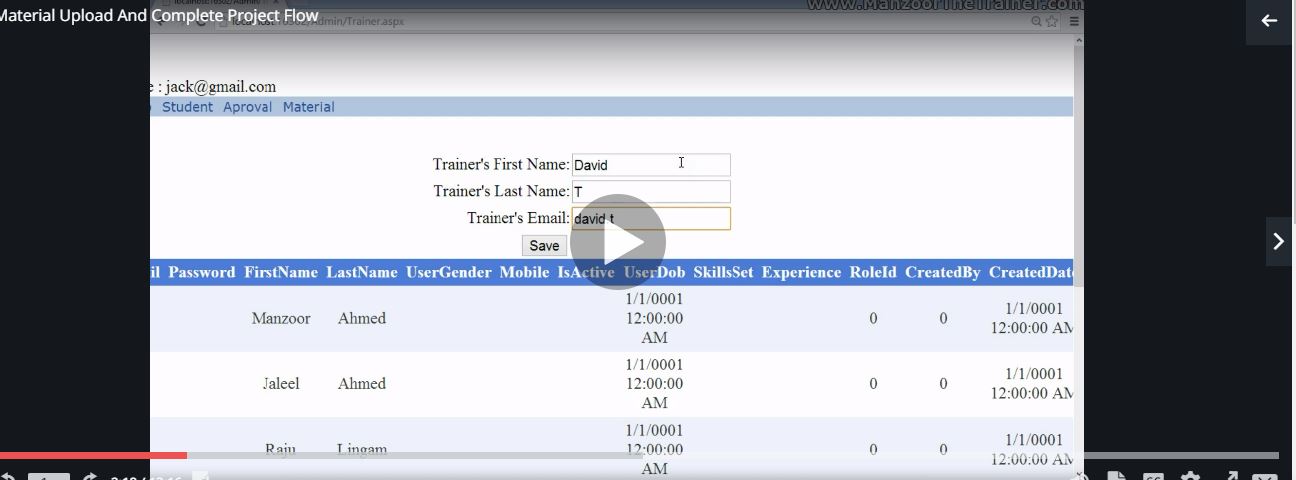 Material Upload And Complete Project Flow
www.ManzoorTheTrainer.com
localhost:10302/Admin/Trainer.aspx
e : jack@gmail.com
Student Aproval Material
Trainer's First Name: David
Trainer's Last Name: T
Trainer's Email: david t
Save
il Password FirstName LastName UserGender Mobile IsActive UserDob SkillsSet Experience RoleId CreatedBy CreatedDate
1/1/0001
1/1/0001
Manzoor Ahmed 12:00:00 0 0
12:00:00 AM
AM
1/1/0001
1/1/0001
Jaleel Ahmed 12:00:00 0 0
12:00:00 AM
AM
1/1/0001
1/1/0001
Raju Lingam 12:00:00 0 0
12:00:00 AM
AM